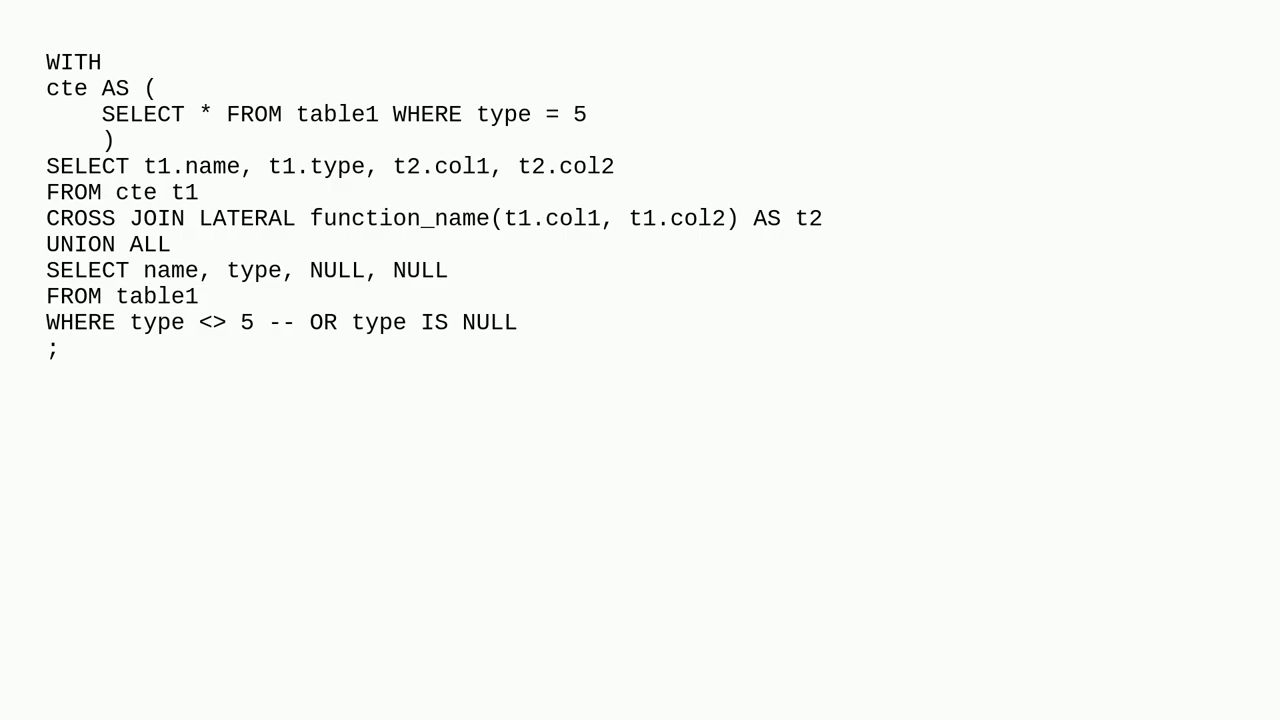 WITH
cte AS (
    SELECT * FROM table1 WHERE type = 5
    )
SELECT t1.name, t1.type, t2.col1, t2.col2
FROM cte t1
CROSS JOIN LATERAL function_name(t1.col1, t1.col2) AS t2
UNION ALL
SELECT name, type, NULL, NULL
FROM table1
WHERE type <> 5 -- OR type IS NULL
;